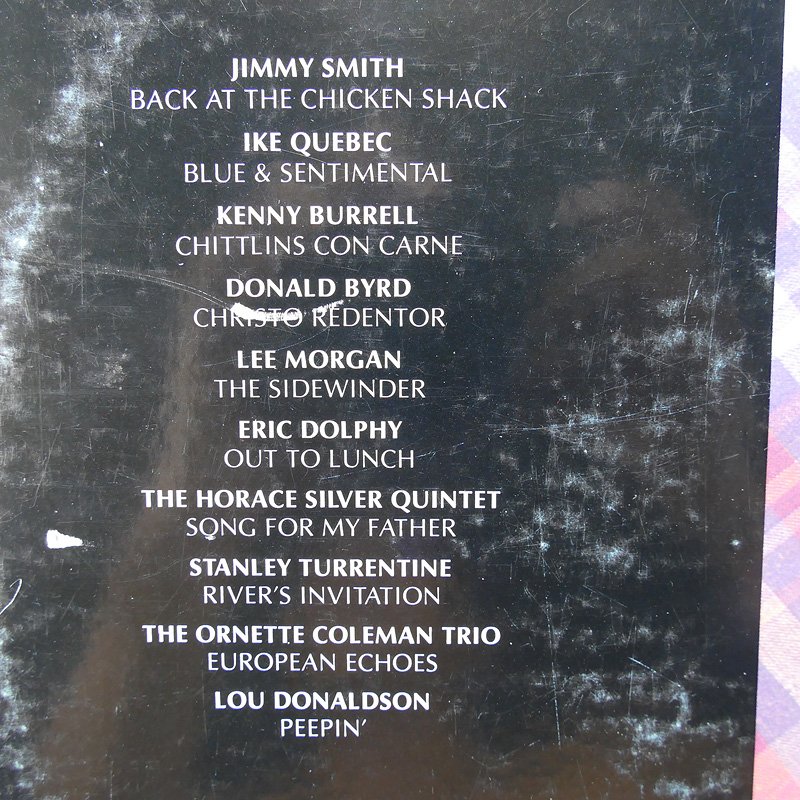 JIMMY SMITH
BACK AT THE CHICKEN SHACK
IKE QUEBEC
BLUE & SENTIMENTAL
KENNY BURRELL
CHITTLINS CON CARNE
DONALD BYRD
CHRISTO REDENTOR
LEE MORGAN
THE SIDEWINDER
ERIC DOLPHY
OUT TO LUNCH
THE HORACE SILVER QUINTET
SONG FOR MY FATHER
STANLEY TURRENTINE
RIVER'S INVITATION
THE ORNETTE COLEMAN TRIO
EUROPEAN ECHOES
LOU DONALDSON
PEEPIN'